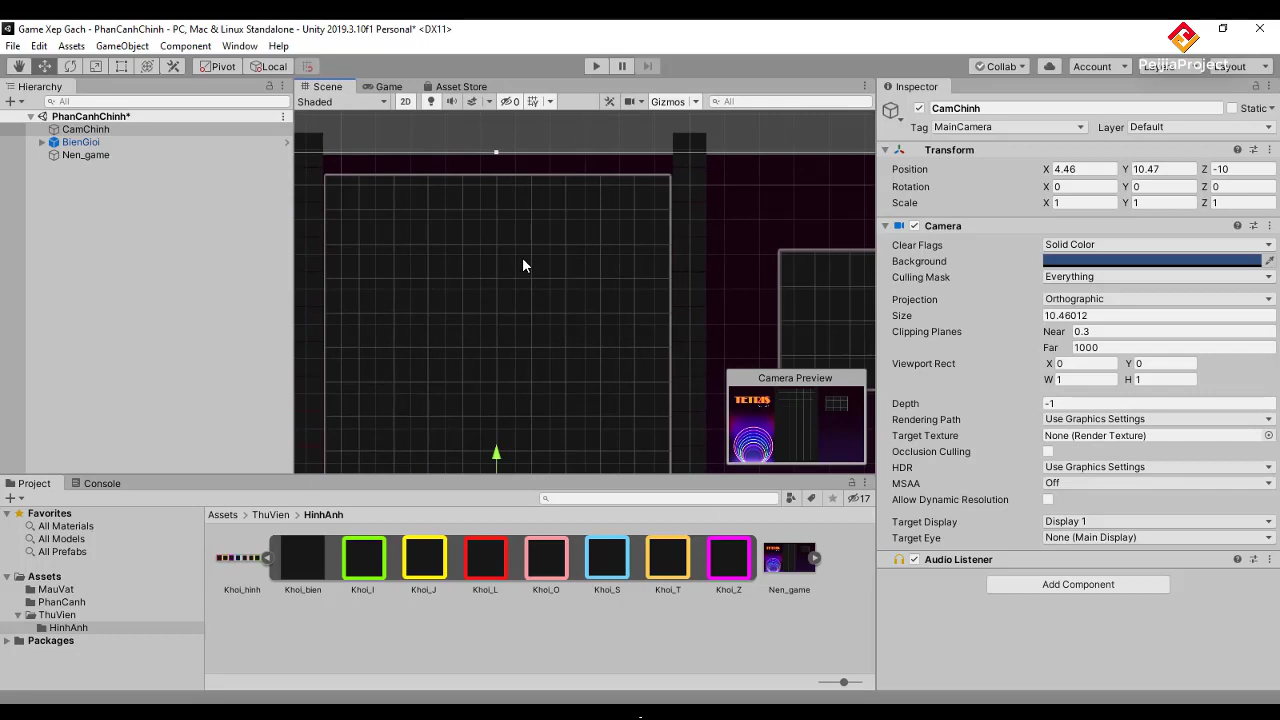 Game Xep Gach - PhanCanhChinh - PC, Mac & Linux Standalone - Unity 2019.3.10f1 Personal* <DX11>
File Edit Assets GameObject Component Window Help
Pivot Local Collab Account Layout
Hierarchy
All
PhanCanhChinh*
CamChinh
BienGioi
Nen_game
Scene Game Asset Store
Shaded 2D 0 Gizmos All
Camera Preview
TETRIS
Inspector
CamChinh Static
Tag MainCamera Layer Default
Transform
Position X 4.46 Y 10.47 Z -10
Rotation X 0 Y 0 Z 0
Scale X 1 Y 1 Z 1
Camera
Clear Flags Solid Color
Background
Culling Mask Everything
Projection Orthographic
Size 10.46012
Clipping Planes Near 0.3
Far 1000
Viewport Rect X 0 Y 0
W 1 H 1
Depth -1
Rendering Path Use Graphics Settings
Target Texture None (Render Texture)
Occlusion Culling
HDR Use Graphics Settings
MSAA Off
Allow Dynamic Resolution
Target Display Display 1
Target Eye None (Main Display)
Audio Listener
Add Component
Project Console
17
Favorites
All Materials
All Models
All Prefabs
Assets
MauVat
PhanCanh
ThuVien
HinhAnh
Packages
Assets > ThuVien > HinhAnh
Khoi_hinh Khoi_bien Khoi_I Khoi_J Khoi_L Khoi_O Khoi_S Khoi_T Khoi_Z Nen_game